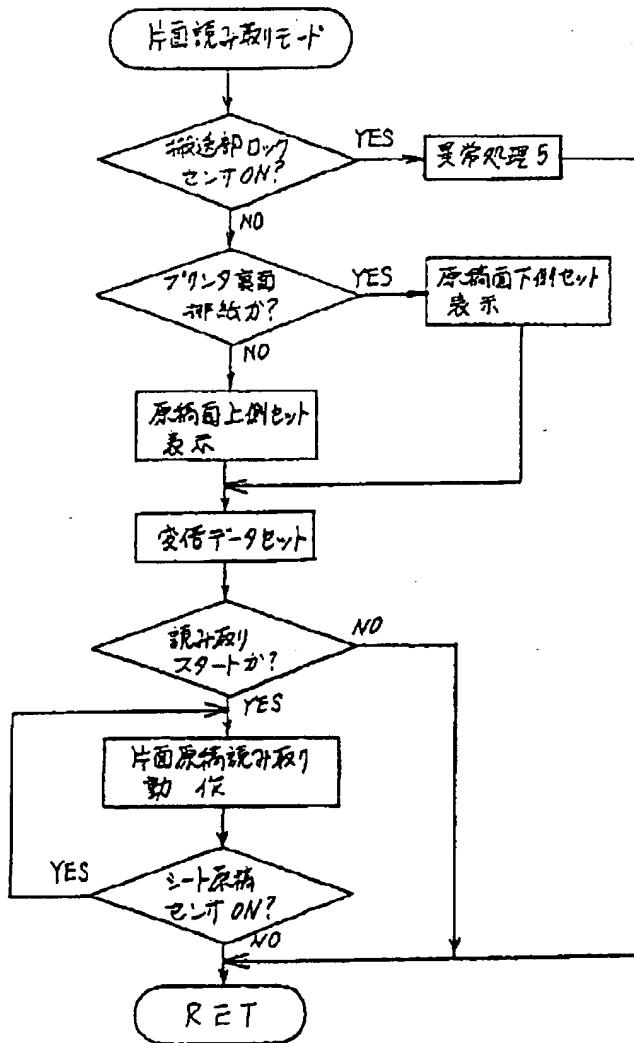 片面読み取りモード
搬送部ロック
センサON?
YES
異常処理5
NO
プリンタ裏面
排紙か?
YES
原稿面下側セット
表示
NO
原稿面上側セット
表示
変倍データセット
読み取り
スタートか?
NO
YES
片面原稿読み取り
動作
シート原稿
センサON?
YES
NO
RET